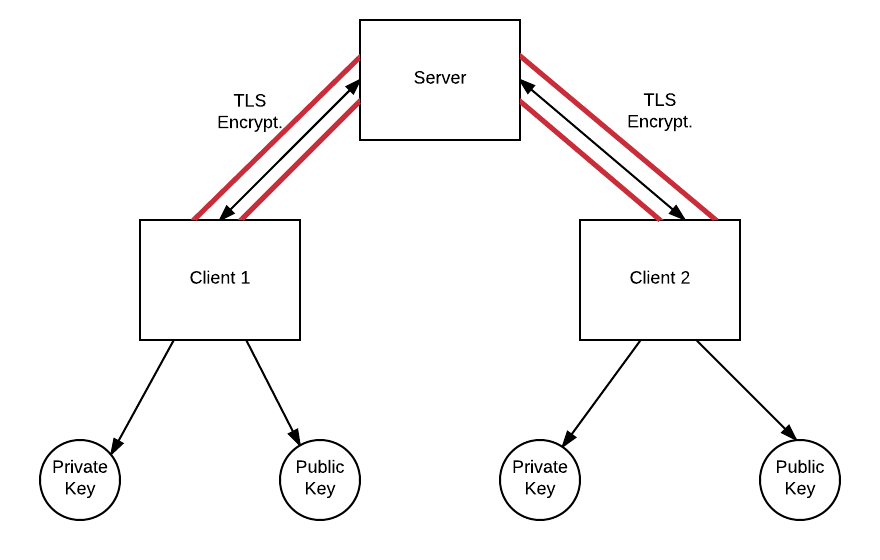 Server
TLS
Encrypt.
TLS
Encrypt.
Client 1
Client 2
Private
Key
Public
Key
Private
Key
Public
Key